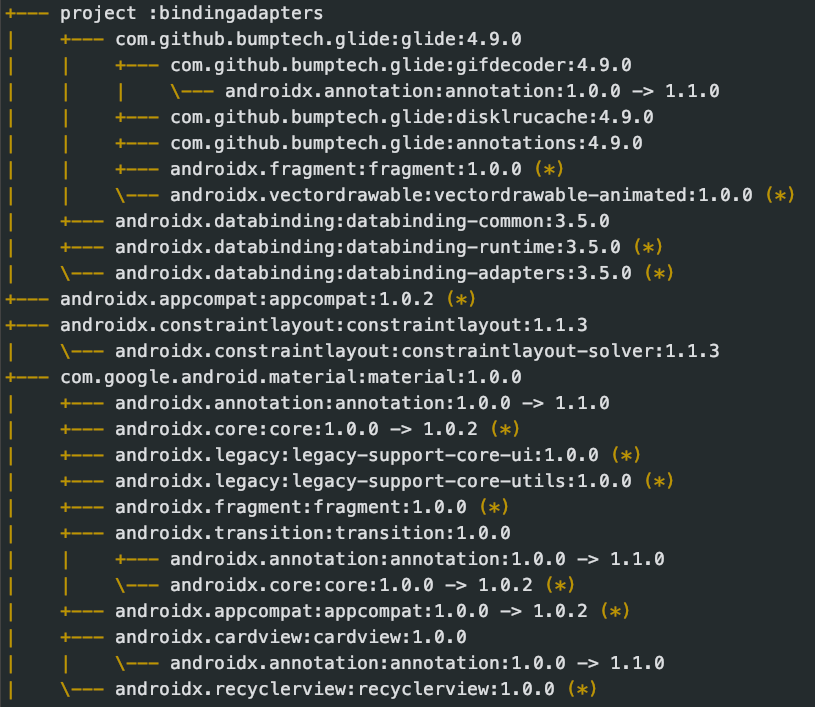 +--- project :bindingadapters
|    +--- com.github.bumptech.glide:glide:4.9.0
|    |    +--- com.github.bumptech.glide:gifdecoder:4.9.0
|    |    |    \--- androidx.annotation:annotation:1.0.0 -> 1.1.0
|    |    +--- com.github.bumptech.glide:disklrucache:4.9.0
|    |    +--- com.github.bumptech.glide:annotations:4.9.0
|    |    +--- androidx.fragment:fragment:1.0.0 (*)
|    |    \--- androidx.vectordrawable:vectordrawable-animated:1.0.0 (*)
|    +--- androidx.databinding:databinding-common:3.5.0
|    +--- androidx.databinding:databinding-runtime:3.5.0 (*)
|    \--- androidx.databinding:databinding-adapters:3.5.0 (*)
+--- androidx.appcompat:appcompat:1.0.2 (*)
+--- androidx.constraintlayout:constraintlayout:1.1.3
|    \--- androidx.constraintlayout:constraintlayout-solver:1.1.3
+--- com.google.android.material:material:1.0.0
|    +--- androidx.annotation:annotation:1.0.0 -> 1.1.0
|    +--- androidx.core:core:1.0.0 -> 1.0.2 (*)
|    +--- androidx.legacy:legacy-support-core-ui:1.0.0 (*)
|    +--- androidx.legacy:legacy-support-core-utils:1.0.0 (*)
|    +--- androidx.fragment:fragment:1.0.0 (*)
|    +--- androidx.transition:transition:1.0.0
|    |    +--- androidx.annotation:annotation:1.0.0 -> 1.1.0
|    |    \--- androidx.core:core:1.0.0 -> 1.0.2 (*)
|    +--- androidx.appcompat:appcompat:1.0.0 -> 1.0.2 (*)
|    +--- androidx.cardview:cardview:1.0.0
|    |    \--- androidx.annotation:annotation:1.0.0 -> 1.1.0
|    \--- androidx.recyclerview:recyclerview:1.0.0 (*)